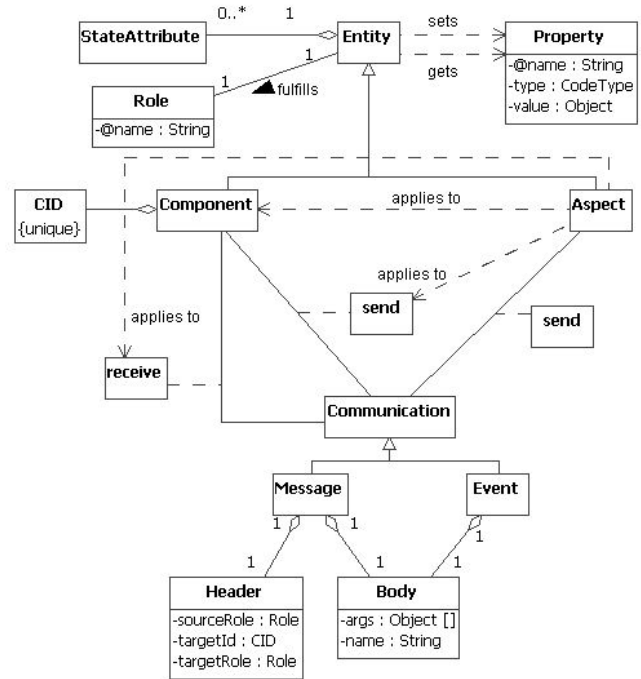 0..* 1
StateAttribute
Entity
sets
gets
Property
-@name : String
-type : CodeType
-value : Object
1
1
fulfills
Role
-@name : String
CID
{unique}
Component
applies to
Aspect
applies to
send
send
applies to
receive
Communication
Message
Event
1 1 1
1 1 1
Header
-sourceRole : Role
-targetId : CID
-targetRole : Role
Body
-args : Object []
-name : String